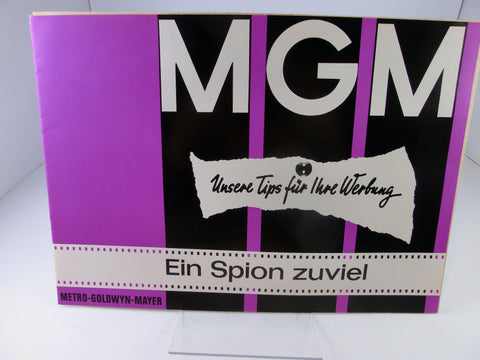 MGM
Unsere Tips für Ihre Werbung
Ein Spion zuviel
METRO-GOLDWYN-MAYER